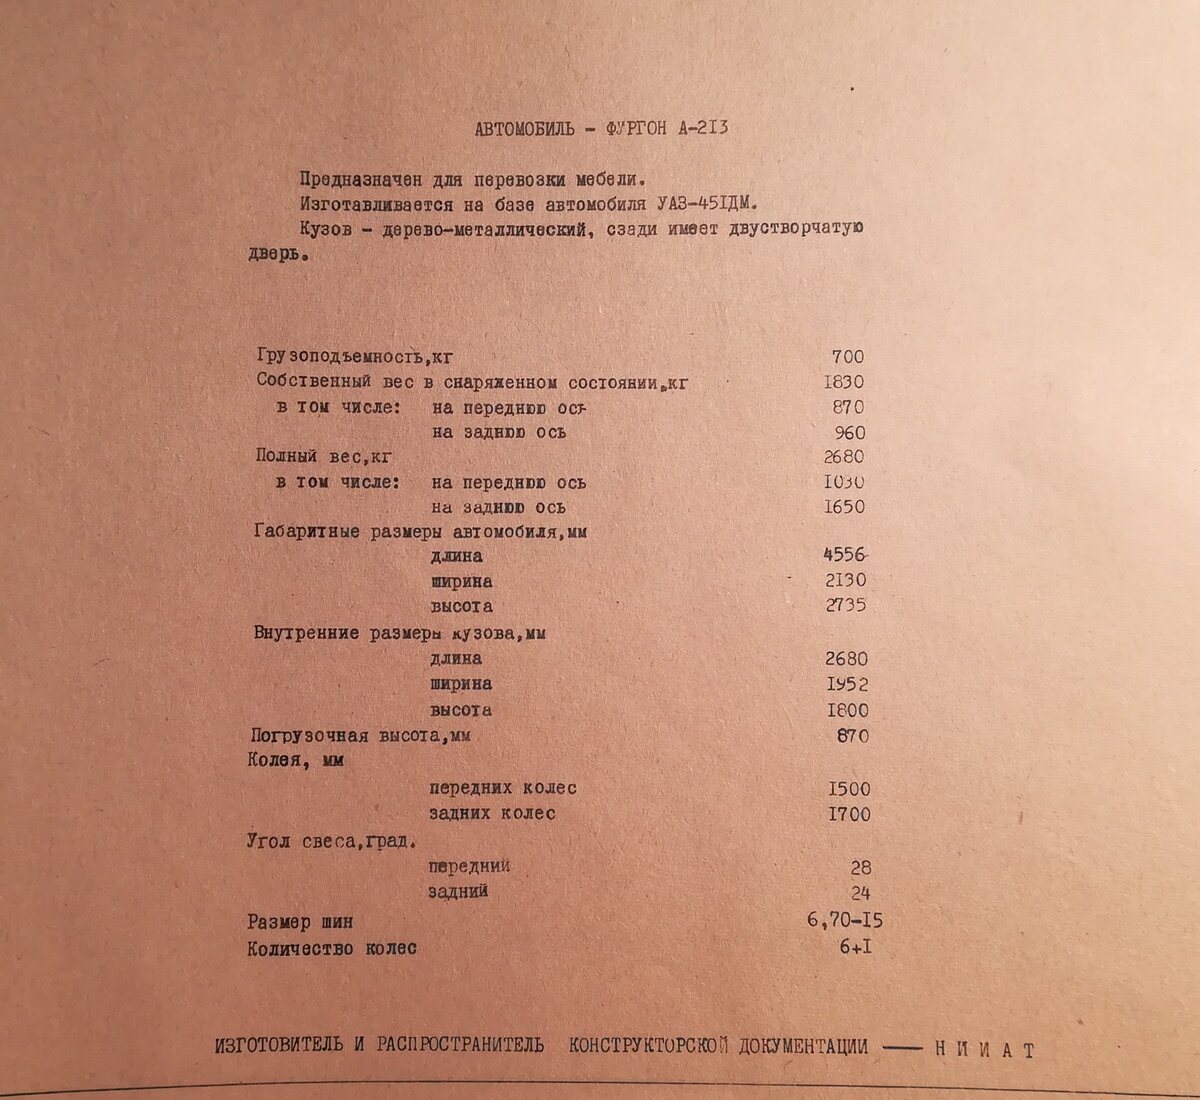 АВТОМОБИЛЬ - ФУРГОН А-213
Предназначен для перевозки мебели.
Изготавливается на базе автомобиля УАЗ-451ДМ.
Кузов - дерево-металлический, сзади имеет двустворчатую
дверь.
Грузоподъемность,кг 700
Собственный вес в снаряженном состоянии,кг 1830
в том числе: на переднюю ось 870
на заднюю ось 960
Полный вес,кг 2680
в том числе: на переднюю ось 1030
на заднюю ось 1650
Габаритные размеры автомобиля,мм
длина 4556
ширина 2130
высота 2735
Внутренние размеры кузова,мм
длина 2680
ширина 1952
высота 1800
Погрузочная высота,мм 870
Колея, мм
передних колес 1500
задних колес 1700
Угол свеса,град.
передний 28
задний 24
Размер шин 6,70-15
Количество колес 6+1
ИЗГОТОВИТЕЛЬ И РАСПРОСТРАНИТЕЛЬ КОНСТРУКТОРСКОЙ ДОКУМЕНТАЦИИ — Н И И А Т